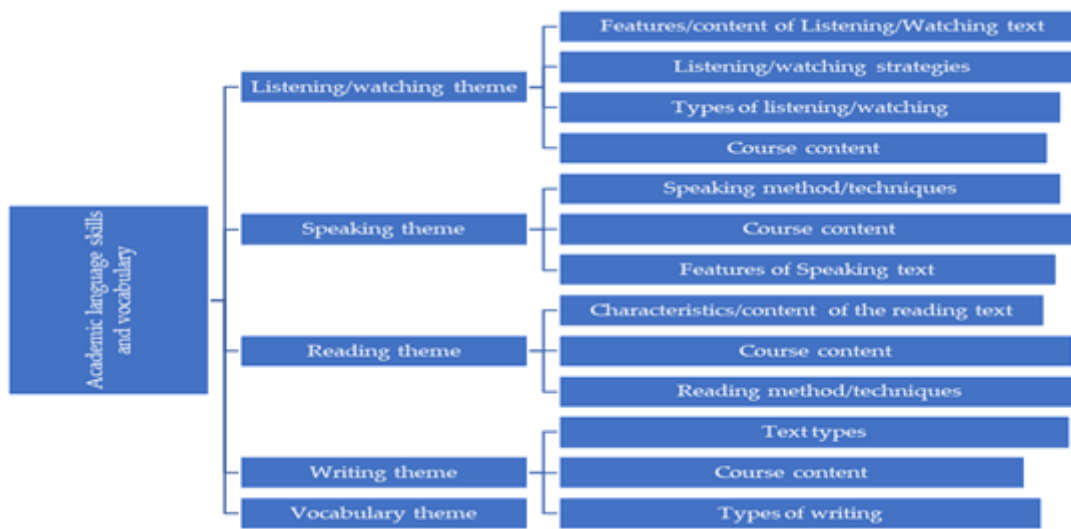 Academic language skills
and vocabulary
Listening/watching theme
Features/content of Listening/Watching text
Listening/watching strategies
Types of listening/watching
Course content
Speaking theme
Speaking method/techniques
Course content
Features of Speaking text
Reading theme
Characteristics/content of the reading text
Course content
Reading method/techniques
Writing theme
Text types
Course content
Types of writing
Vocabulary theme